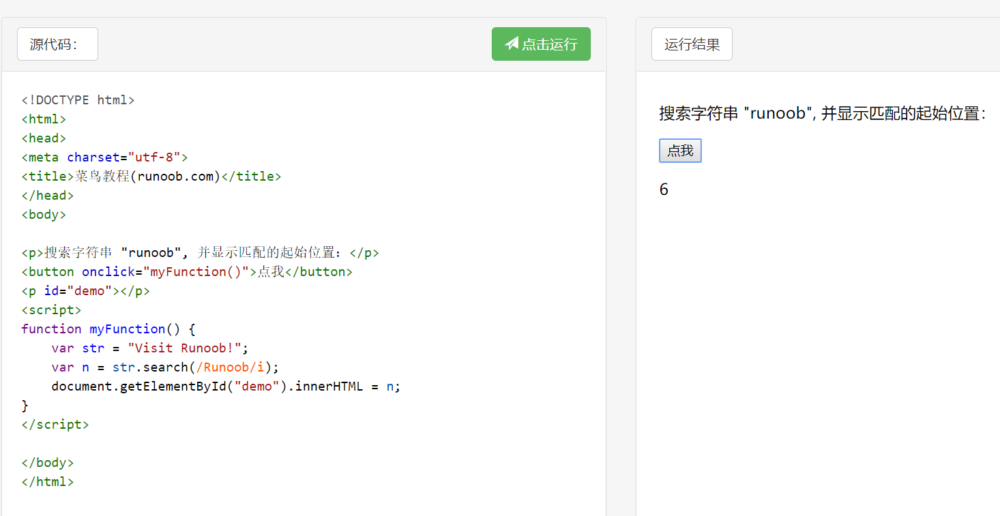 源代码：
点击运行
<!DOCTYPE html>
<html>
<head>
<meta charset="utf-8">
<title>菜鸟教程(runoob.com)</title>
</head>
<body>
<p>搜索字符串 "runoob", 并显示匹配的起始位置：</p>
<button onclick="myFunction()">点我</button>
<p id="demo"></p>
<script>
function myFunction() {
    var str = "Visit Runoob!";
    var n = str.search(/Runoob/i);
    document.getElementById("demo").innerHTML = n;
}
</script>
</body>
</html>
运行结果
搜索字符串 "runoob", 并显示匹配的起始位置：
点我
6